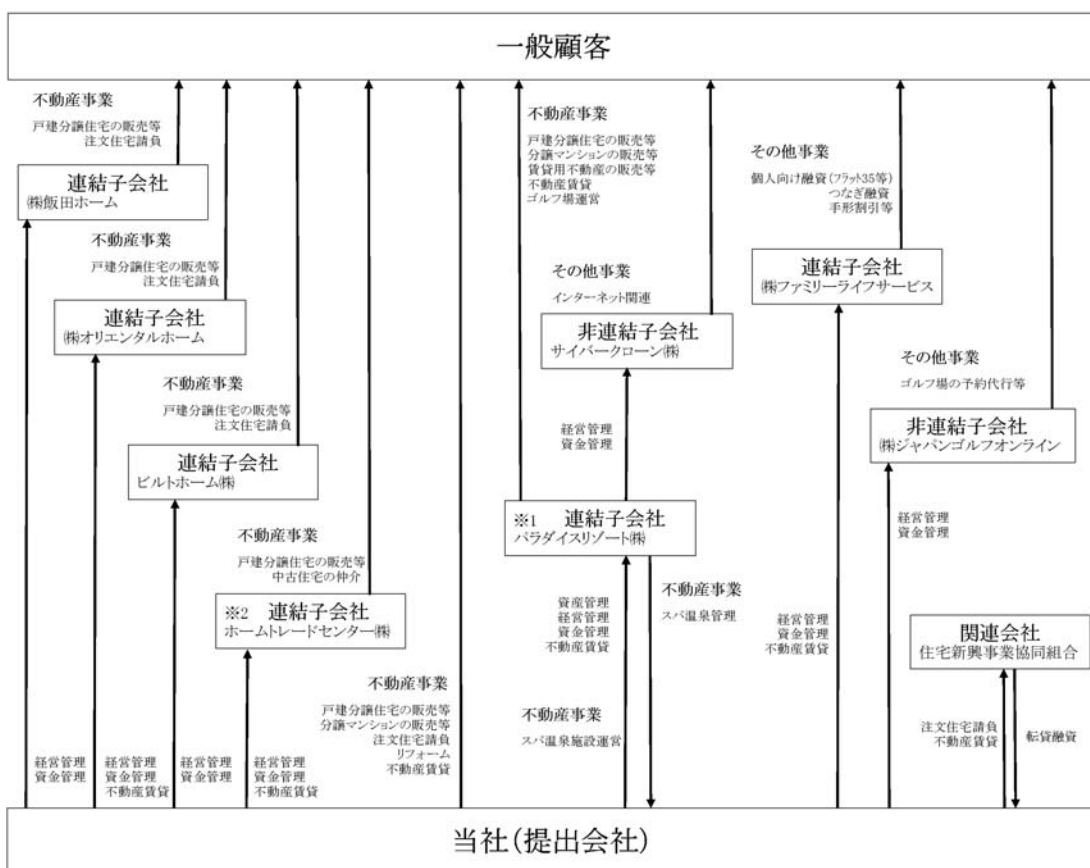 一般顧客
不動産事業
戸建分譲住宅の販売等
注文住宅請負
連結子会社
㈱飯田ホーム
不動産事業
戸建分譲住宅の販売等
注文住宅請負
連結子会社
㈱オリエンタルホーム
不動産事業
戸建分譲住宅の販売等
注文住宅請負
連結子会社
ビルトホーム㈱
不動産事業
戸建分譲住宅の販売等
中古住宅の仲介
※2 連結子会社
ホームトレードセンター㈱
経営管理
資金管理
経営管理
資金管理
不動産賃貸
経営管理
資金管理
経営管理
資金管理
不動産賃貸
不動産事業
戸建分譲住宅の販売等
分譲マンションの販売等
注文住宅請負
リフォーム
不動産賃貸
不動産事業
戸建分譲住宅の販売等
分譲マンションの販売等
賃貸用不動産の販売等
不動産賃貸
ゴルフ場運営
その他事業
インターネット関連
非連結子会社
サイバークローン㈱
経営管理
資金管理
※1 連結子会社
パラダイスリゾート㈱
資産管理
経営管理
資金管理
不動産賃貸
不動産事業
スパ温泉管理
不動産事業
スパ温泉施設運営
その他事業
個人向け融資(フラット35等)
つなぎ融資
手形割引等
連結子会社
㈱ファミリーライフサービス
経営管理
資金管理
不動産賃貸
その他事業
ゴルフ場の予約代行等
非連結子会社
㈱ジャパンゴルフオンライン
経営管理
資金管理
関連会社
住宅新興事業協同組合
注文住宅請負
不動産賃貸
転貸融資
当社(提出会社)